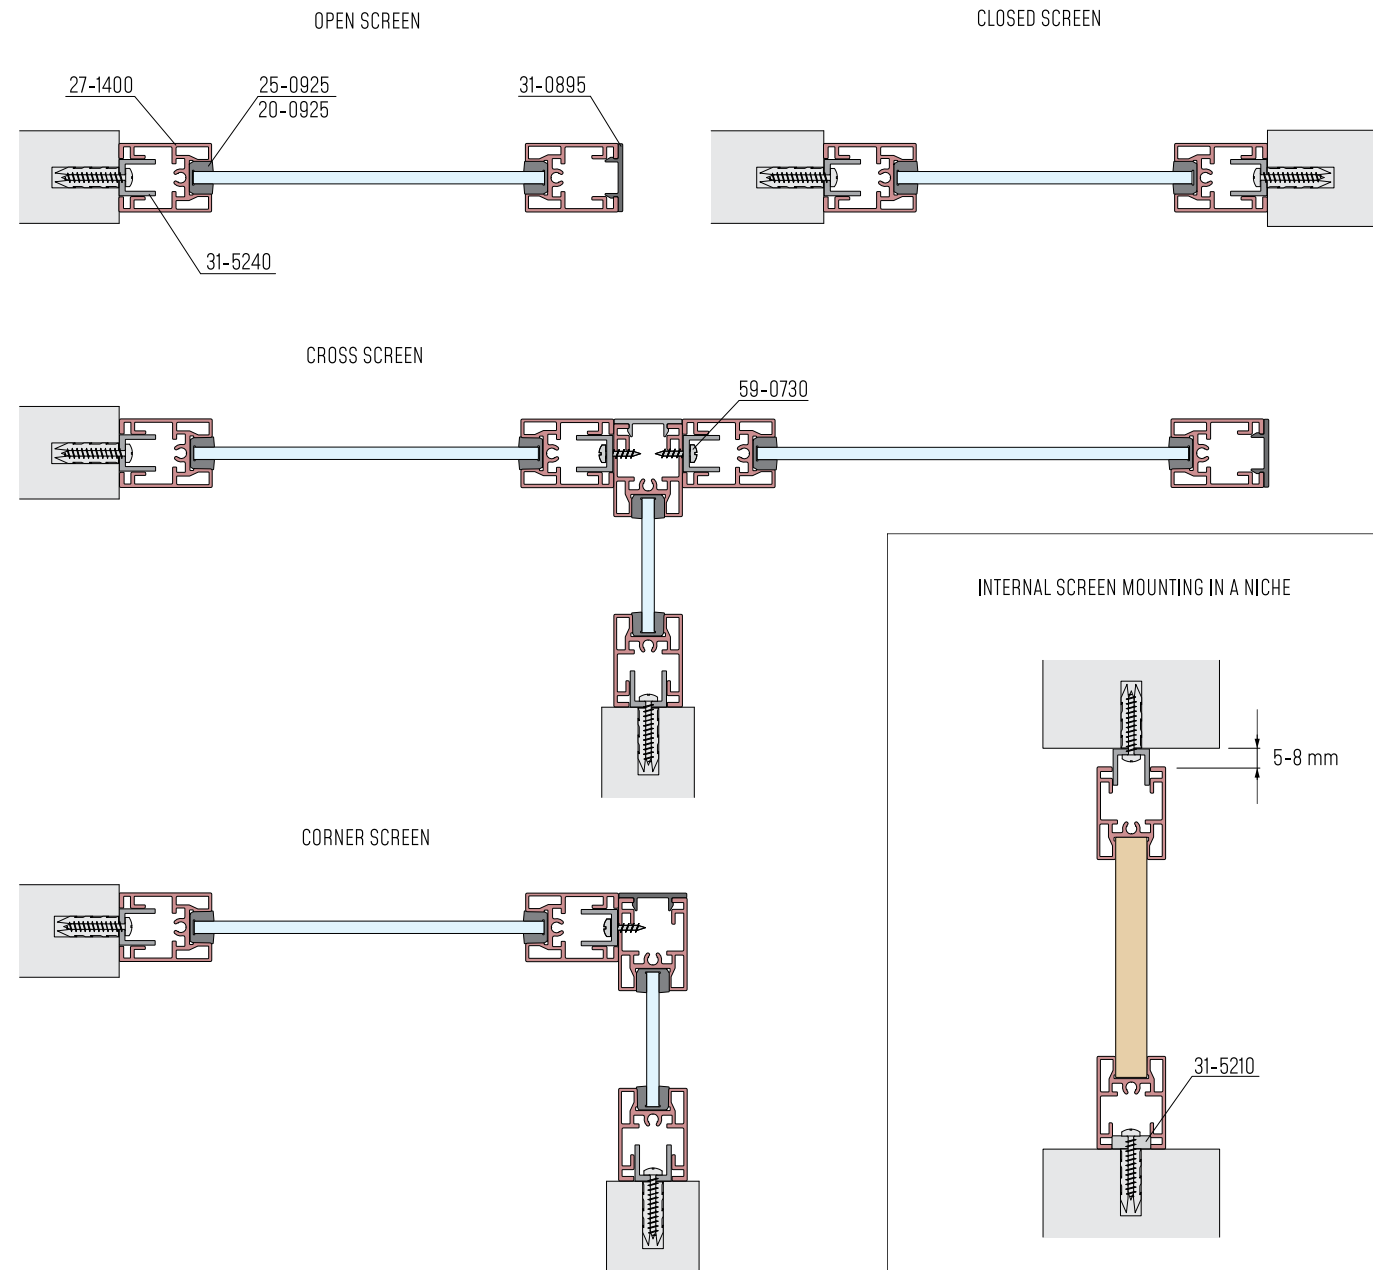 OPEN SCREEN
CLOSED SCREEN
27-1400
25-0925
20-0925
31-0895
31-5240
CROSS SCREEN
59-0730
INTERNAL SCREEN MOUNTING IN A NICHE
5-8 mm
CORNER SCREEN
31-5210